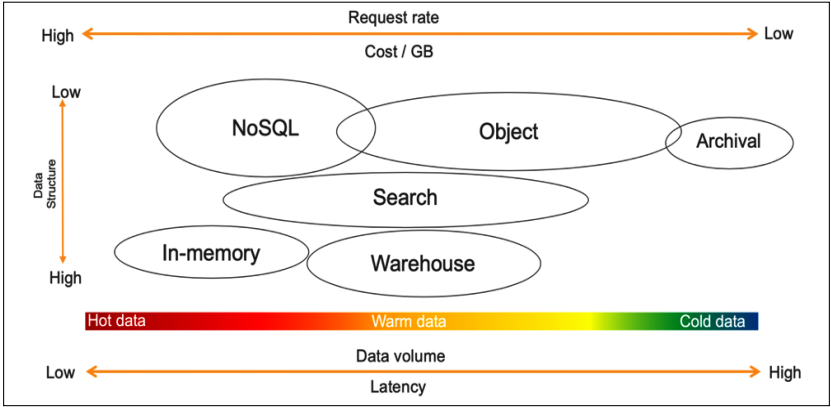 Request rate
High
Low
Cost / GB
Low
NoSQL
Object
Archival
Data
Structure
Search
In-memory
Warehouse
High
Hot data
Warm data
Cold data
Data volume
Low
High
Latency